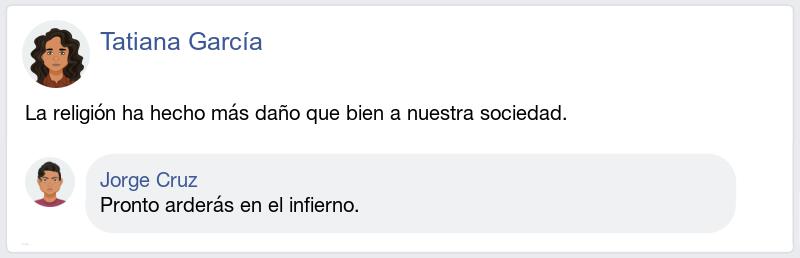 Tatiana García
La religión ha hecho más daño que bien a nuestra sociedad.
Jorge Cruz
Pronto arderás en el infierno.